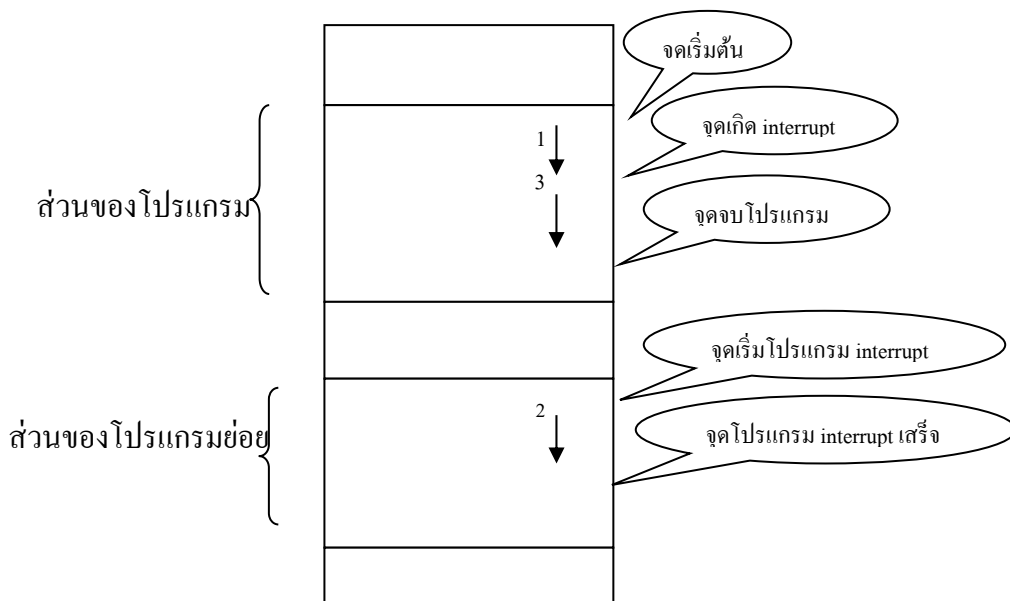 จดเริ่มต้น
จุดเกิด interrupt
1
3
ส่วนของโปรแกรม
จุดจบโปรแกรม
จุดเริ่มโปรแกรม interrupt
2
ส่วนของโปรแกรมย่อย
จุดโปรแกรม interrupt เสร็จ